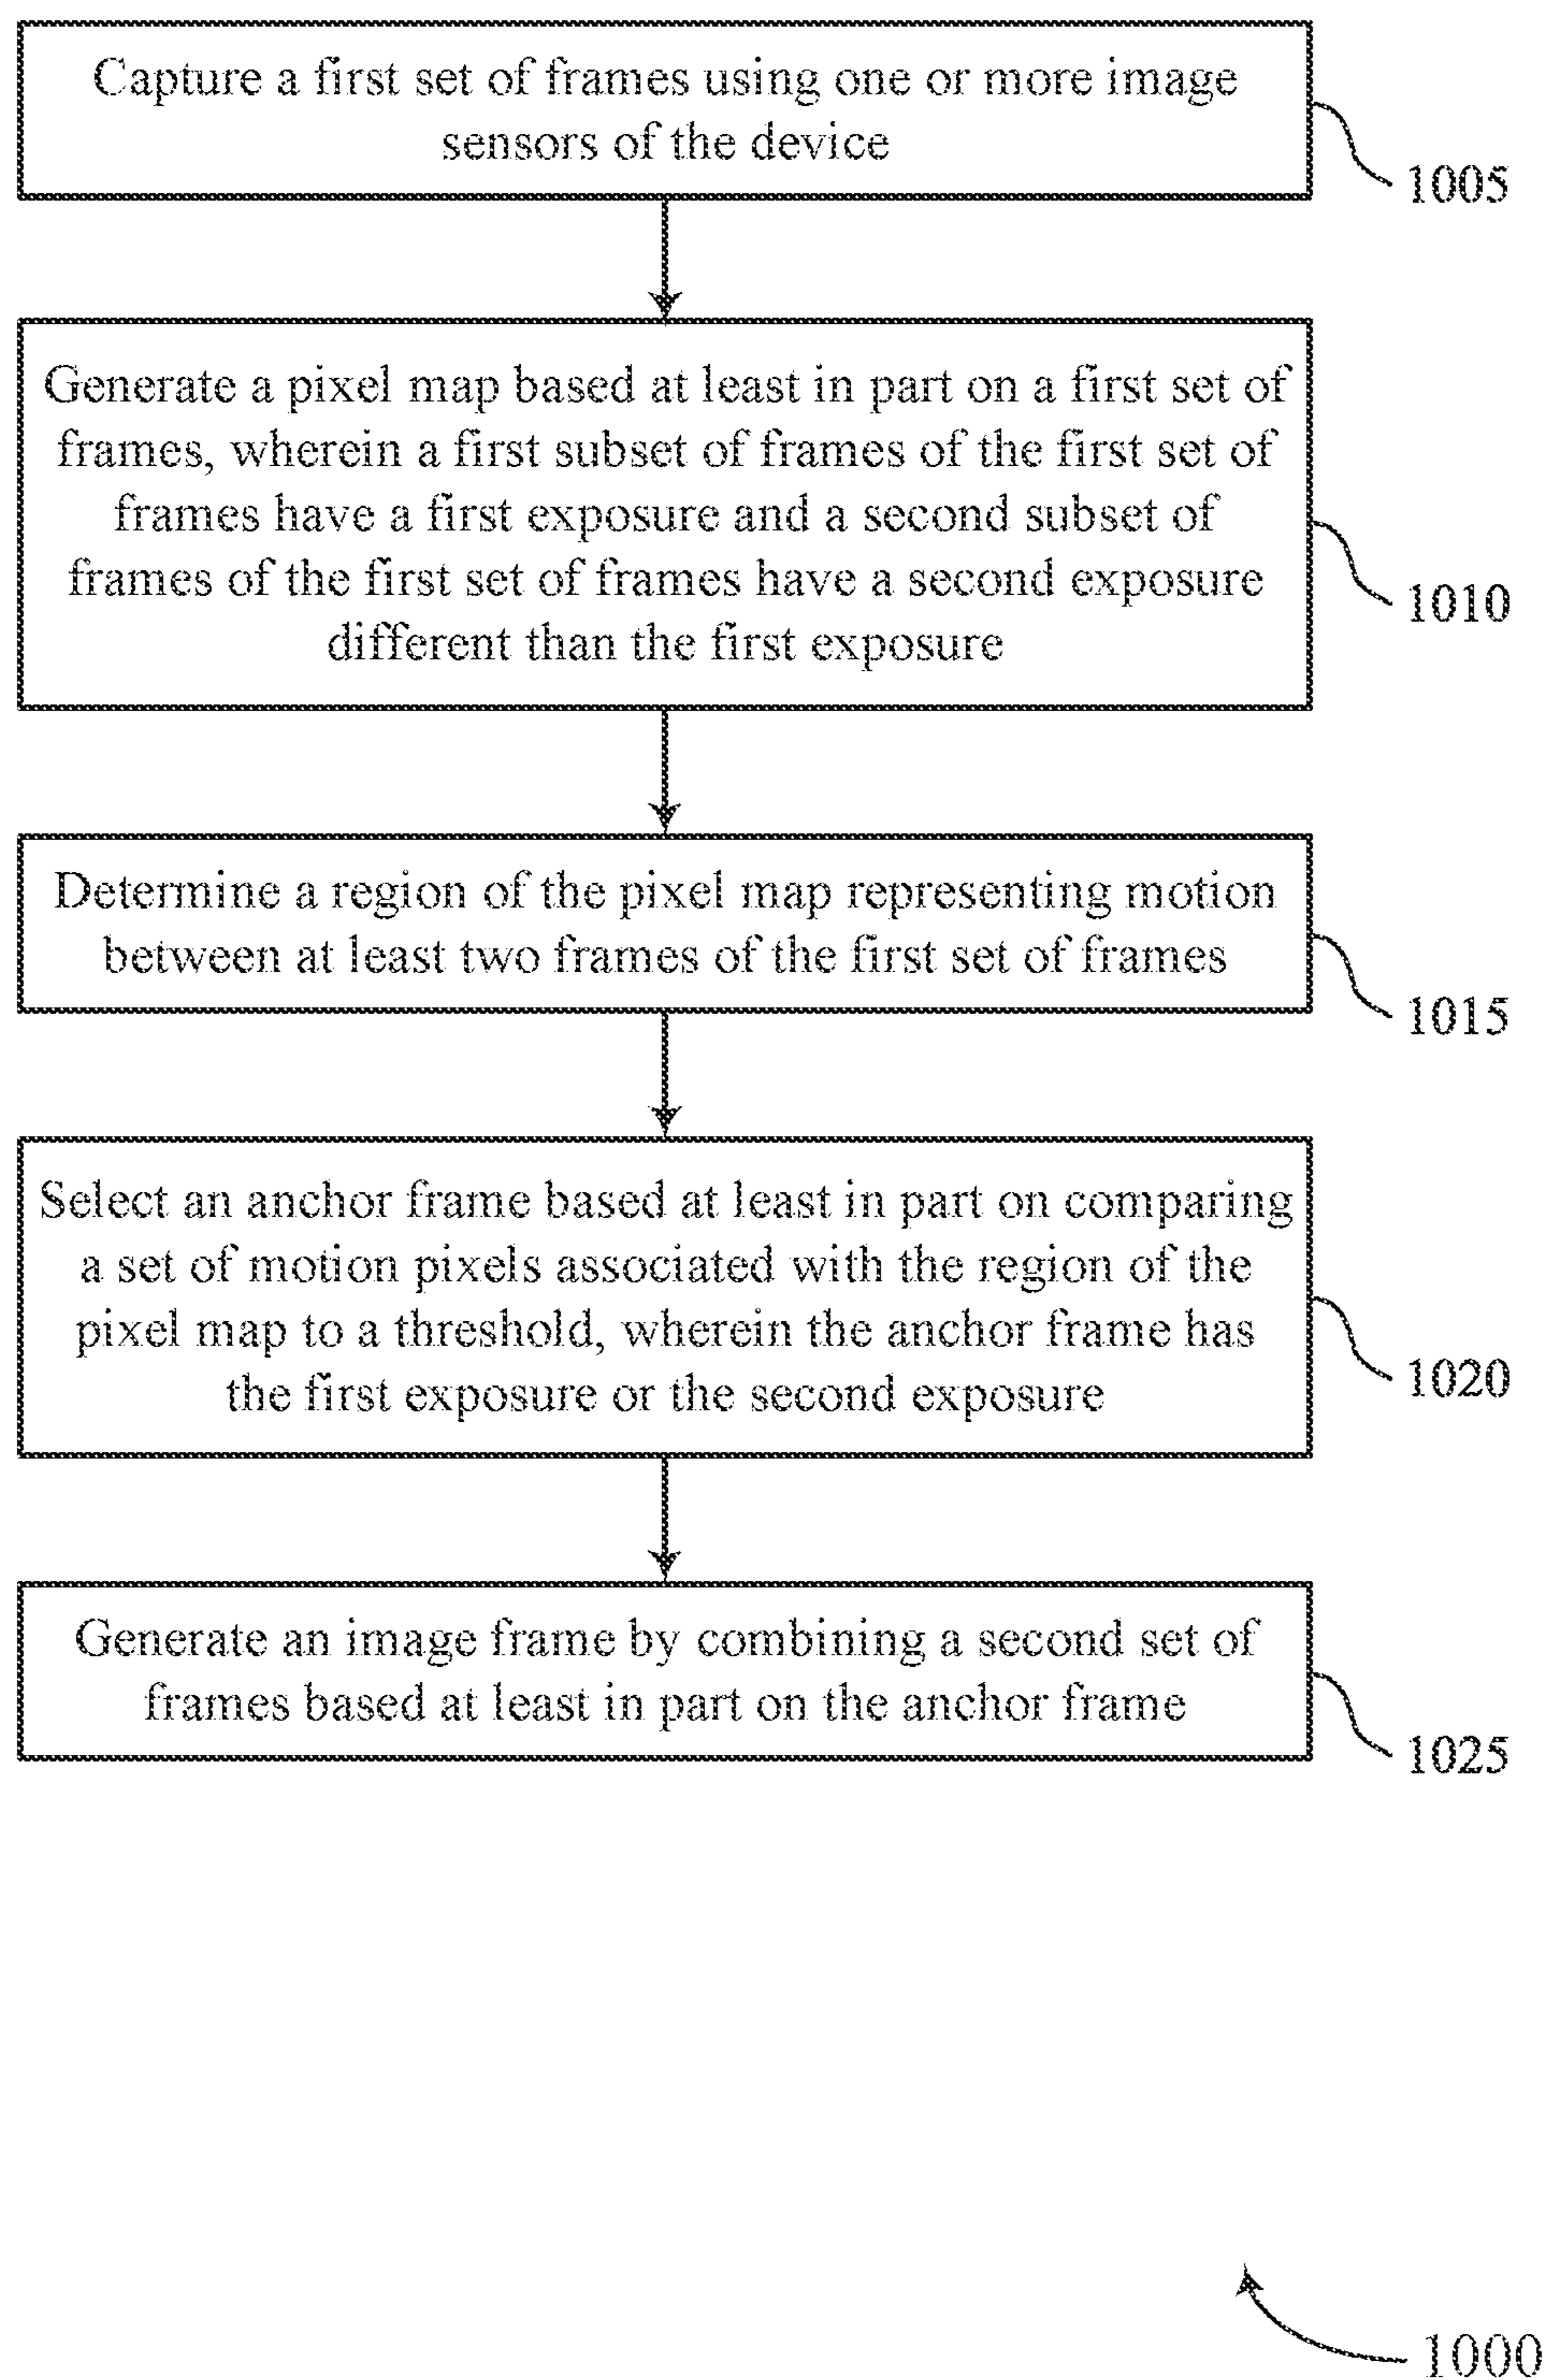 Capture a first set of frames using one or more image
sensors of the device
1005
Generate a pixel map based at least in part on a first set of
frames, wherein a first subset of frames of the first set of
frames have a first exposure and a second subset of
frames of the first set of frames have a second exposure
different than the first exposure
1010
Determine a region of the pixel map representing motion
between at least two frames of the first set of frames
1015
Select an anchor frame based at least in part on comparing
a set of motion pixels associated with the region of the
pixel map to a threshold, wherein the anchor frame has
the first exposure or the second exposure
1020
Generate an image frame by combining a second set of
frames based at least in part on the anchor frame
1025
1000